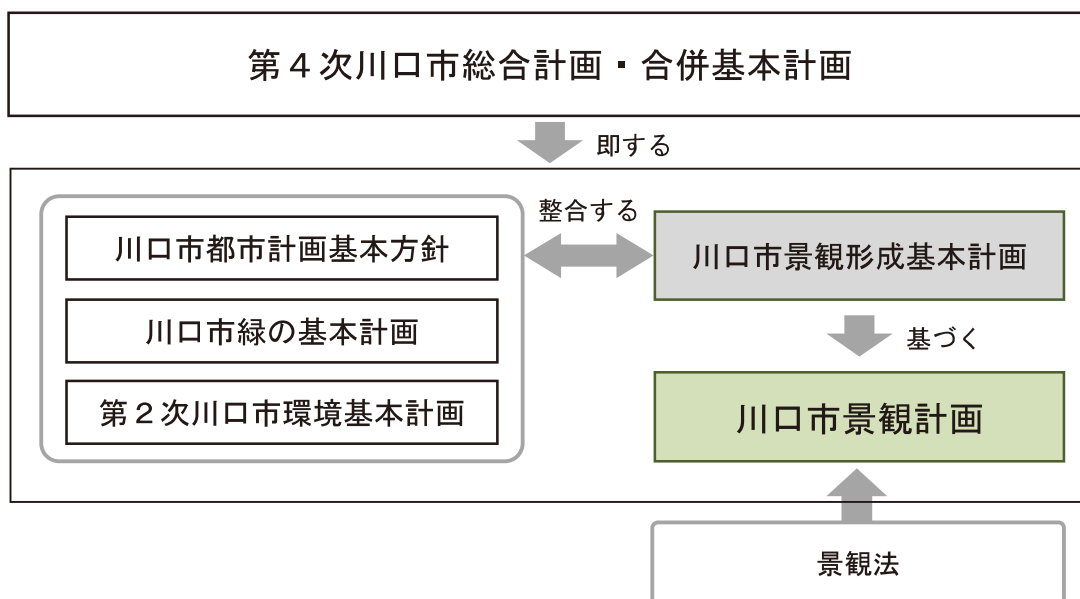 第４次川口市総合計画・合併基本計画
即する
整合する
川口市都市計画基本方針
川口市緑の基本計画
第２次川口市環境基本計画
川口市景観形成基本計画
基づく
川口市景観計画
景観法